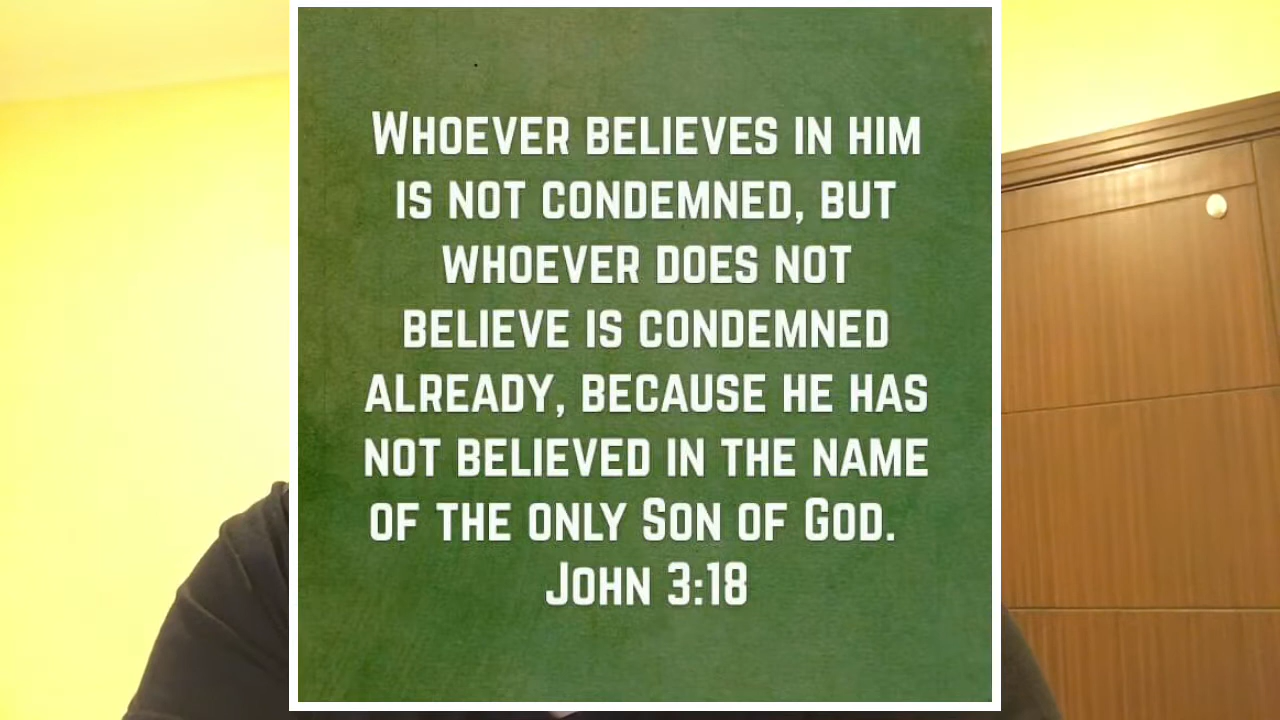 Whoever believes in him
is not condemned, but
whoever does not
believe is condemned
already, because he has
not believed in the name
of the only Son of God.
John 3:18